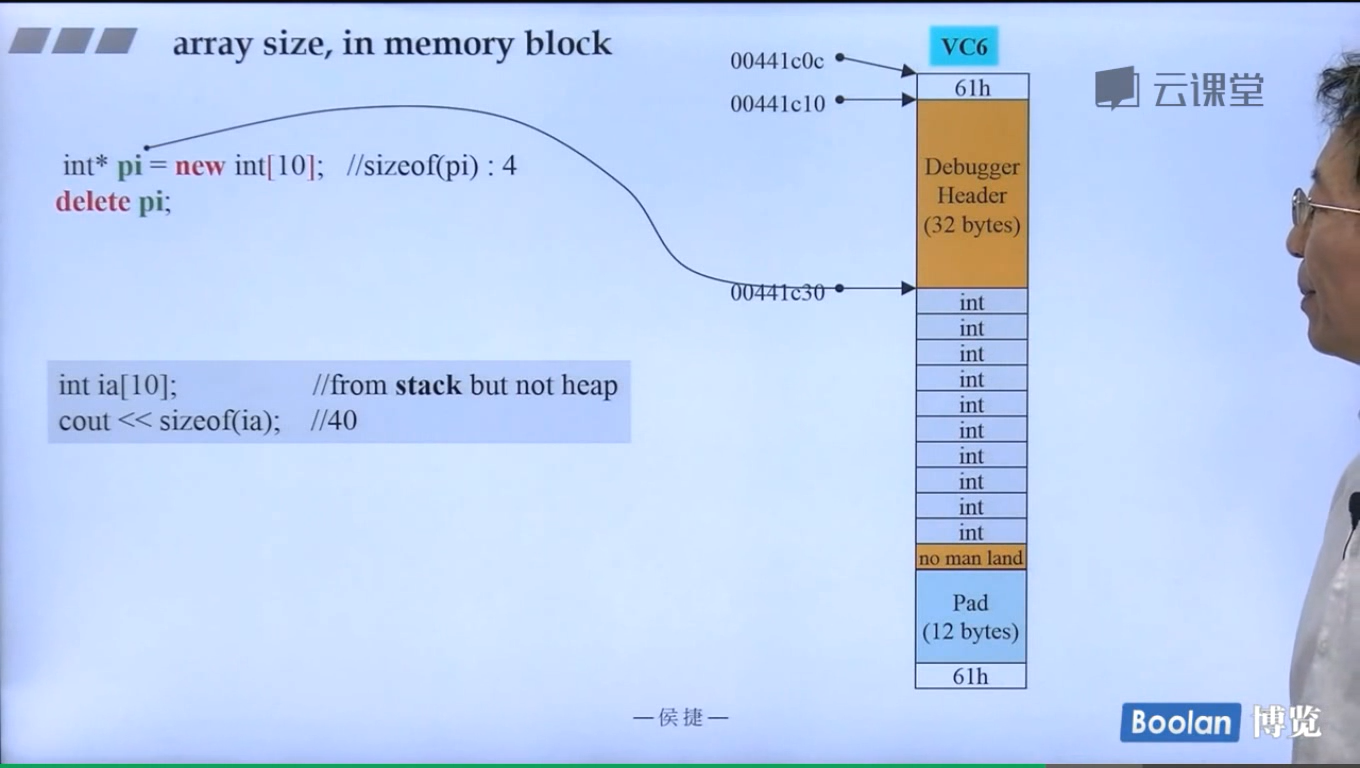 array size, in memory block
int* pi = new int[10];   //sizeof(pi) : 4
delete pi;
int ia[10];   //from stack but not heap
cout << sizeof(ia);   //40
VC6
00441c0c
61h
00441c10
Debugger
Header
(32 bytes)
00441c30
int
int
int
int
int
int
int
int
int
int
no man land
Pad
(12 bytes)
61h
云课堂
—侯捷—
Boolan 博览